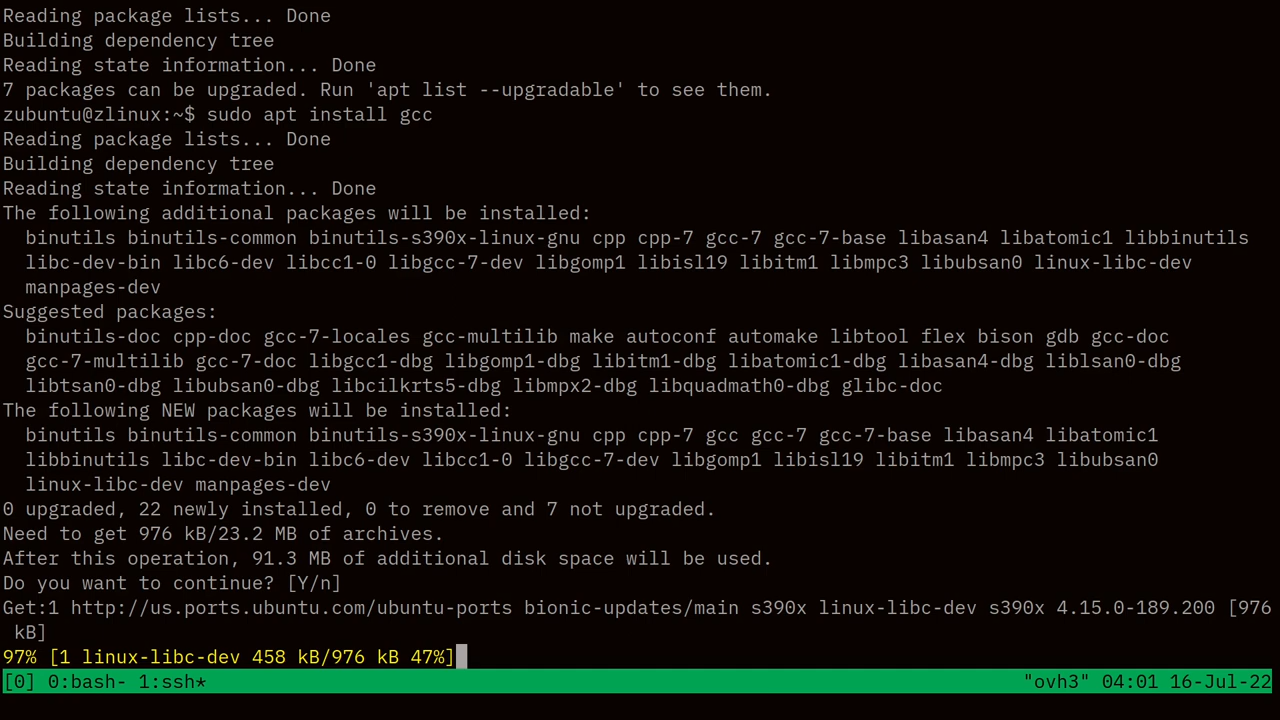 Reading package lists... Done
Building dependency tree
Reading state information... Done
7 packages can be upgraded. Run 'apt list --upgradable' to see them.
zubuntu@zlinux:~$ sudo apt install gcc
Reading package lists... Done
Building dependency tree
Reading state information... Done
The following additional packages will be installed:
  binutils binutils-common binutils-s390x-linux-gnu cpp cpp-7 gcc-7 gcc-7-base libasan4 libatomic1 libbinutils
  libc-dev-bin libc6-dev libcc1-0 libgcc-7-dev libgomp1 libisl19 libitm1 libmpc3 libubsan0 linux-libc-dev
  manpages-dev
Suggested packages:
  binutils-doc cpp-doc gcc-7-locales gcc-multilib make autoconf automake libtool flex bison gdb gcc-doc
  gcc-7-multilib gcc-7-doc libgcc1-dbg libgomp1-dbg libitm1-dbg libatomic1-dbg libasan4-dbg liblsan0-dbg
  libtsan0-dbg libubsan0-dbg libcilkrts5-dbg libmpx2-dbg libquadmath0-dbg glibc-doc
The following NEW packages will be installed:
  binutils binutils-common binutils-s390x-linux-gnu cpp cpp-7 gcc gcc-7 gcc-7-base libasan4 libatomic1
  libbinutils libc-dev-bin libc6-dev libcc1-0 libgcc-7-dev libgomp1 libisl19 libitm1 libmpc3 libubsan0
  linux-libc-dev manpages-dev
0 upgraded, 22 newly installed, 0 to remove and 7 not upgraded.
Need to get 976 kB/23.2 MB of archives.
After this operation, 91.3 MB of additional disk space will be used.
Do you want to continue? [Y/n]
Get:1 http://us.ports.ubuntu.com/ubuntu-ports bionic-updates/main s390x linux-libc-dev s390x 4.15.0-189.200 [976
 kB]
97% [1 linux-libc-dev 458 kB/976 kB 47%]
[0] 0:bash- 1:ssh* "ovh3" 04:01 16-Jul-22